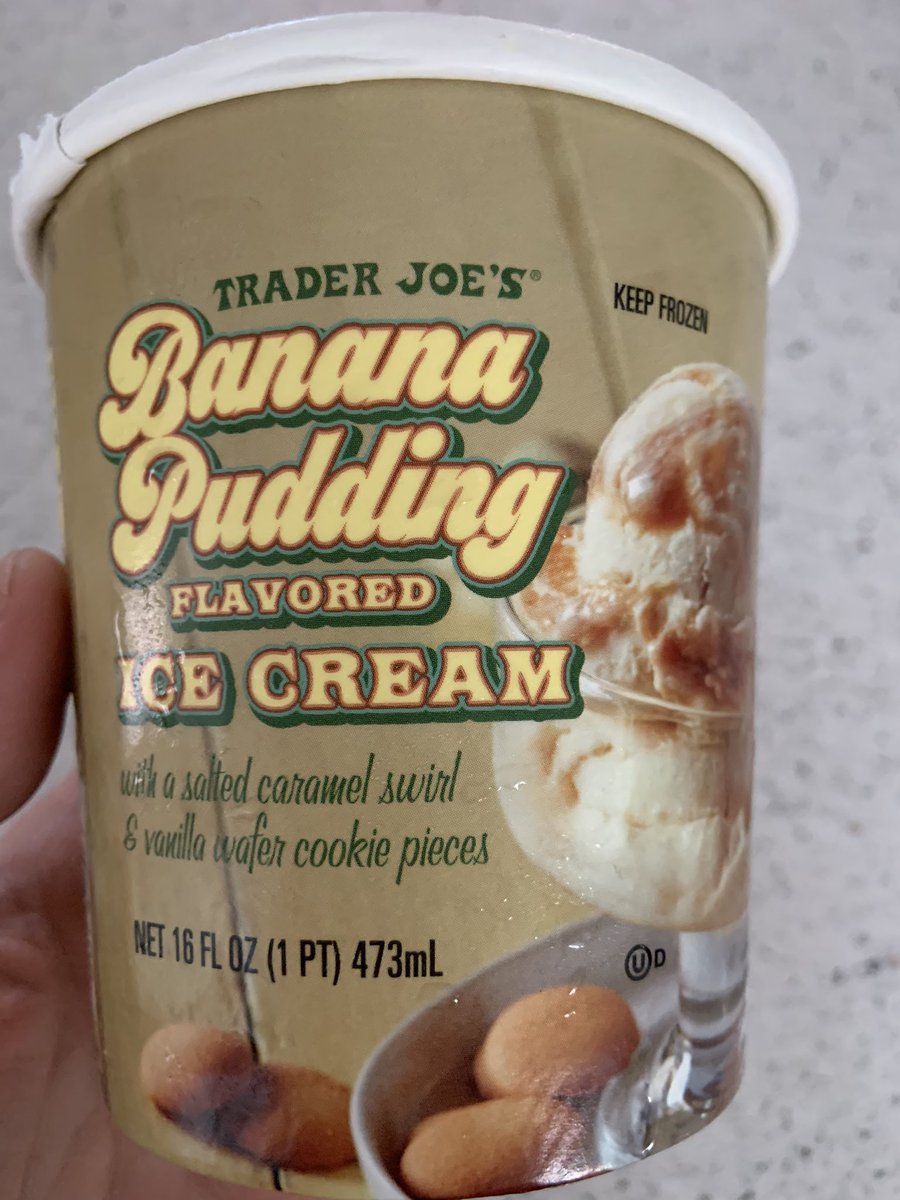 TRADER JOE'S®
KEEP FROZEN
Banana
Pudding
FLAVORED
ICE CREAM
with a salted caramel swirl
& vanilla wafer cookie pieces
NET 16 FL OZ (1 PT) 473mL
U D